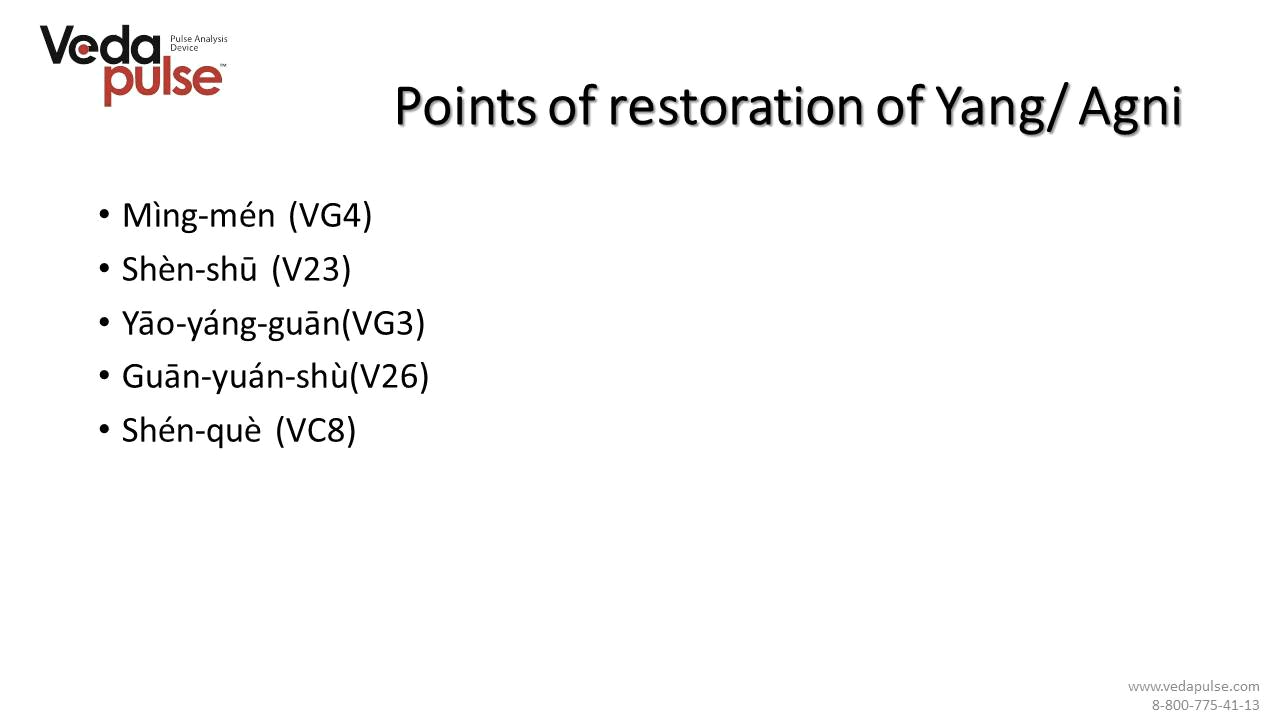 Veda Pulse Analysis
Device
pulse™
Points of restoration of Yang/ Agni
• Mìng-mén (VG4)
• Shèn-shū (V23)
• Yāo-yáng-guān(VG3)
• Guān-yuán-shù(V26)
• Shén-què (VC8)
www.vedapulse.com
8-800-775-41-13